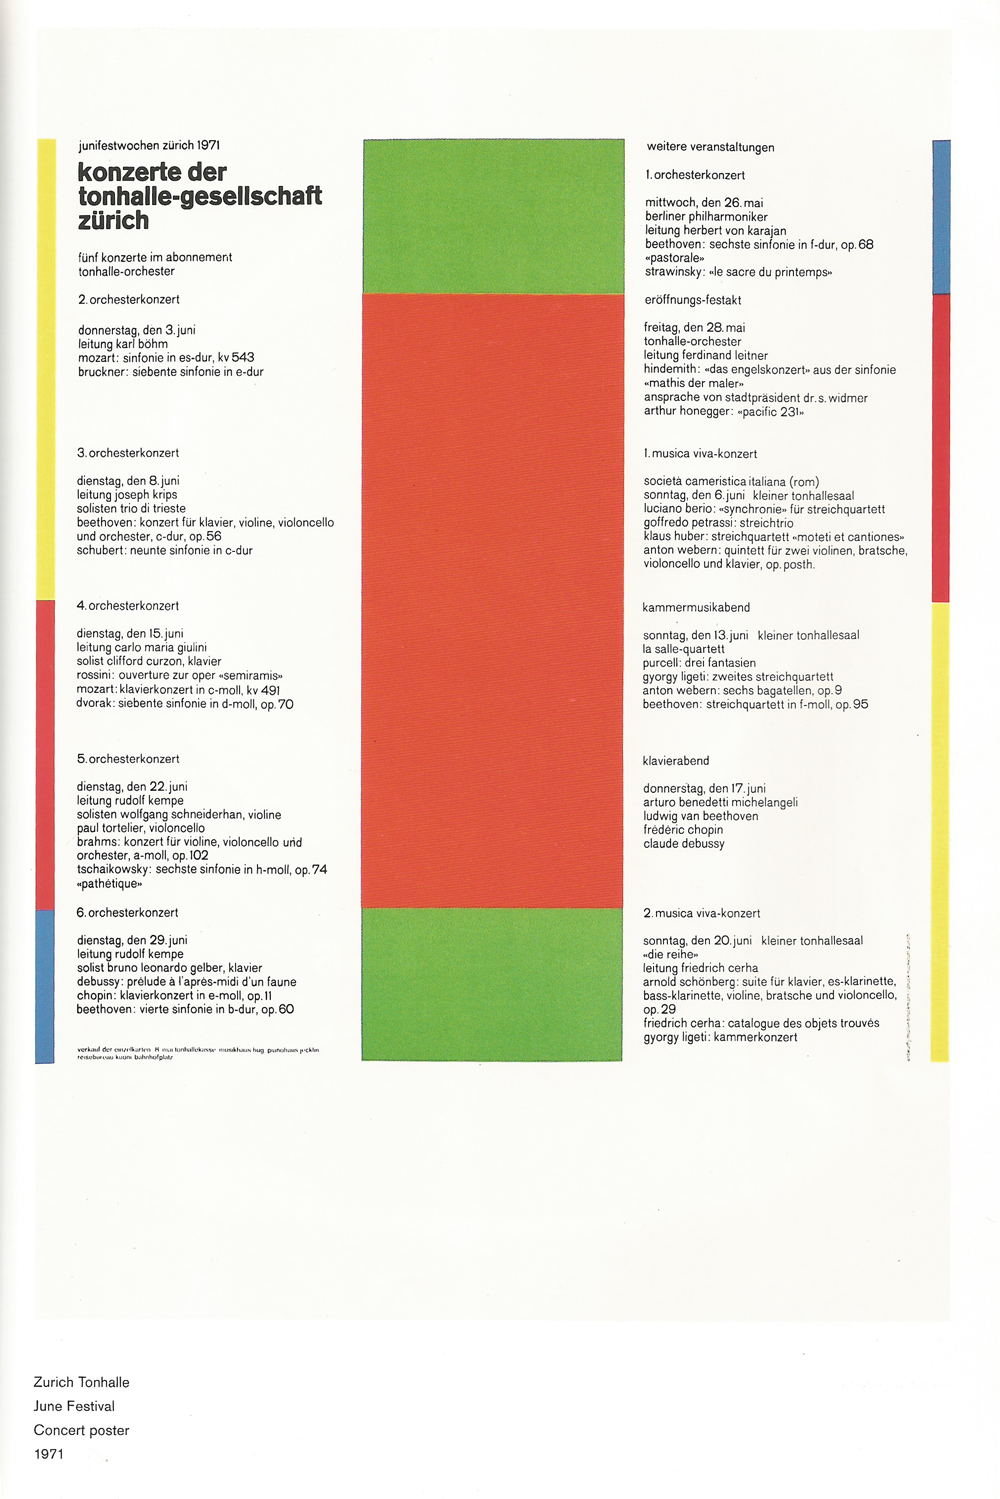 junifestwochen zürich 1971
konzerte der
tonhalle-gesellschaft
zürich
fünf konzerte im abonnement
tonhalle-orchester
2. orchesterkonzert
donnerstag, den 3. juni
leitung karl böhm
mozart: sinfonie in es-dur, kv 543
bruckner: siebente sinfonie in e-dur
3. orchesterkonzert
dienstag, den 8. juni
leitung joseph krips
solisten trio di trieste
beethoven: konzert für klavier, violine, violoncello
und orchester, c-dur, op. 56
schubert: neunte sinfonie in c-dur
4. orchesterkonzert
dienstag, den 15. juni
leitung carlo maria giulini
solist clifford curzon, klavier
rossini: ouverture zur oper «semiramis»
mozart: klavierkonzert in c-moll, kv 491
dvorak: siebente sinfonie in d-moll, op. 70
5. orchesterkonzert
dienstag, den 22. juni
leitung rudolf kempe
solisten wolfgang schneiderhan, violine
paul tortelier, violoncello
brahms: konzert für violine, violoncello und
orchester, a-moll, op. 102
tschaikowsky: sechste sinfonie in h-moll, op. 74
«pathétique»
6. orchesterkonzert
dienstag, den 29. juni
leitung rudolf kempe
solist bruno leonardo gelber, klavier
debussy: prélude à l'après-midi d'un faune
chopin: klavierkonzert in e-moll, op. 11
beethoven: vierte sinfonie in b-dur, op. 60
verkauf der einzelkarten 8. mai tonhallekasse musikhaus hug pianohaus jecklin
reisebureau kuoni bahnhofplatz
weitere veranstaltungen
1. orchesterkonzert
mittwoch, den 26. mai
berliner philharmoniker
leitung herbert von karajan
beethoven: sechste sinfonie in f-dur, op. 68
«pastorale»
strawinsky: «le sacre du printemps»
eröffnungs-festakt
freitag, den 28. mai
tonhalle-orchester
leitung ferdinand leitner
hindemith: «das engelskonzert» aus der sinfonie
«mathis der maler»
ansprache von stadtpräsident dr. s. widmer
arthur honegger: «pacific 231»
1. musica viva-konzert
società cameristica italiana (rom)
sonntag, den 6. juni kleiner tonhallesaal
luciano berio: «synchronie» für streichquartett
goffredo petrassi: streichtrio
klaus huber: streichquartett «moteti et cantiones»
anton webern: quintett für zwei violinen, bratsche,
violoncello und klavier, op. posth.
kammermusikabend
sonntag, den 13. juni kleiner tonhallesaal
la salle-quartett
purcell: drei fantasien
gyorgy ligeti: zweites streichquartett
anton webern: sechs bagatellen, op. 9
beethoven: streichquartett in f-moll, op. 95
klavierabend
donnerstag, den 17. juni
arturo benedetti michelangeli
ludwig van beethoven
frédéric chopin
claude debussy
2. musica viva-konzert
sonntag, den 20. juni kleiner tonhallesaal
«die reihe»
leitung friedrich cerha
arnold schönberg: suite für klavier, es-klarinette,
bass-klarinette, violine, bratsche und violoncello,
op. 29
friedrich cerha: catalogue des objets trouvés
gyorgy ligeti: kammerkonzert
Zurich Tonhalle
June Festival
Concert poster
1971